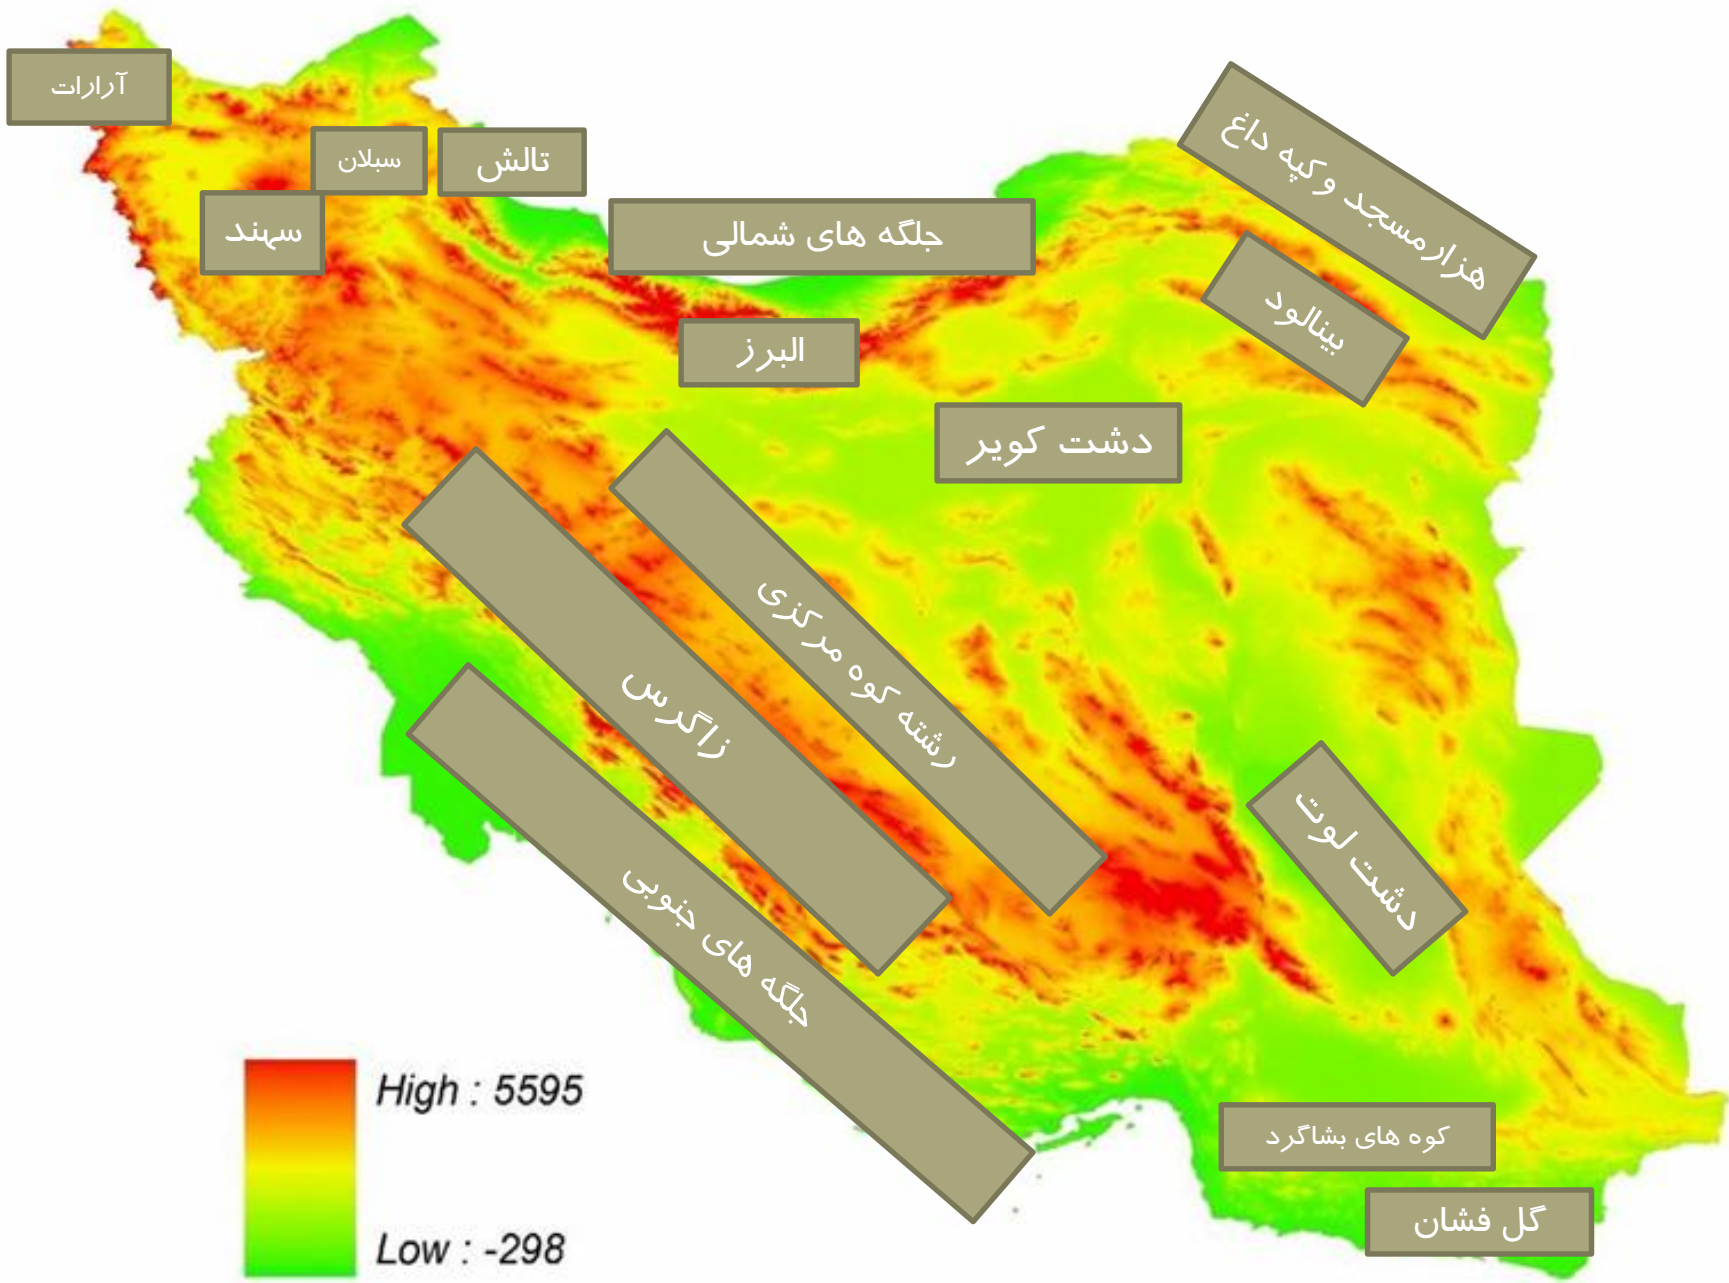 آرارات
سبلان
تالش
سهند
جلگه های شمالی
هزارمسجد وکپه داغ
بینالود
البرز
دشت کویر
رشته کوه مرکزی
زاگرس
جلگه های جنوبی
دشت لوت
کوه های بشاگرد
گل فشان
High : 5595
Low : -298